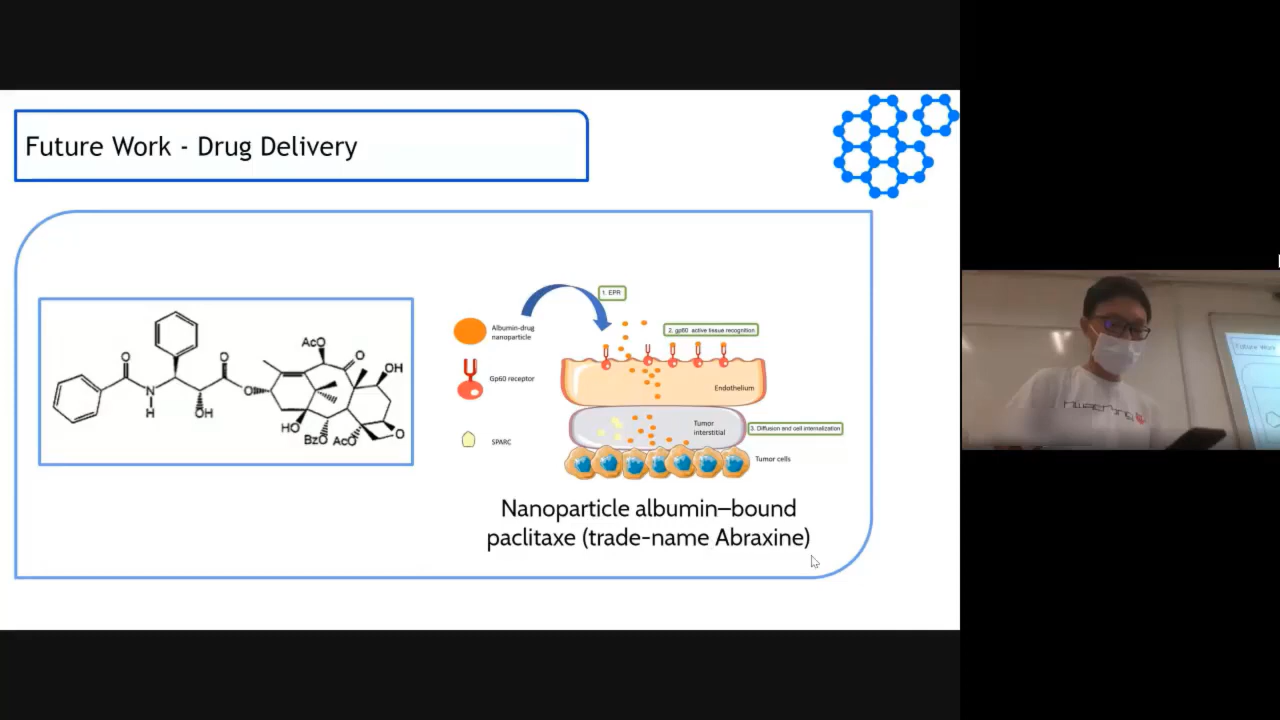 Future Work - Drug Delivery
O
O
N
H
OH
O
AcO
O
OH
HO
BzO
AcO
O
Albumin-drug
nanoparticle
Gp60 receptor
SPARC
1. EPR
2. gp60 active tissue recognition
Endothelium
Tumor
interstitial
3. Diffusion and cell internalization
Tumor cells
Nanoparticle albumin–bound
paclitaxe (trade-name Abraxine)
Future Work